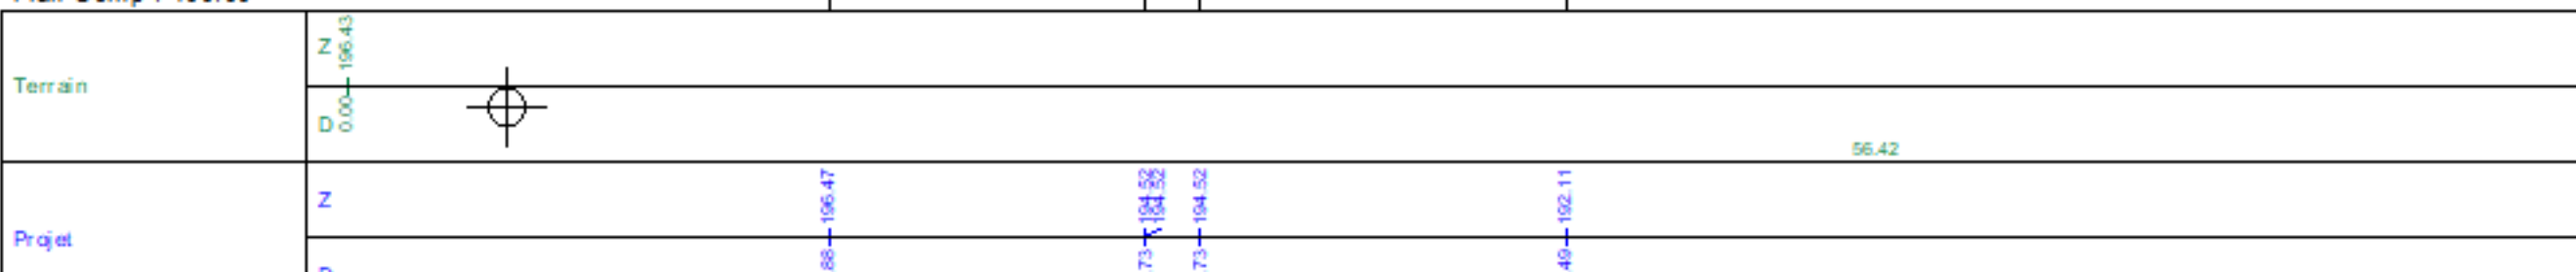 Z 196.43
Terrain
D 0.00
56.42
Z 196.47 194.52 194.52 194.52 192.11
Projet
.88 .73 .73 .49